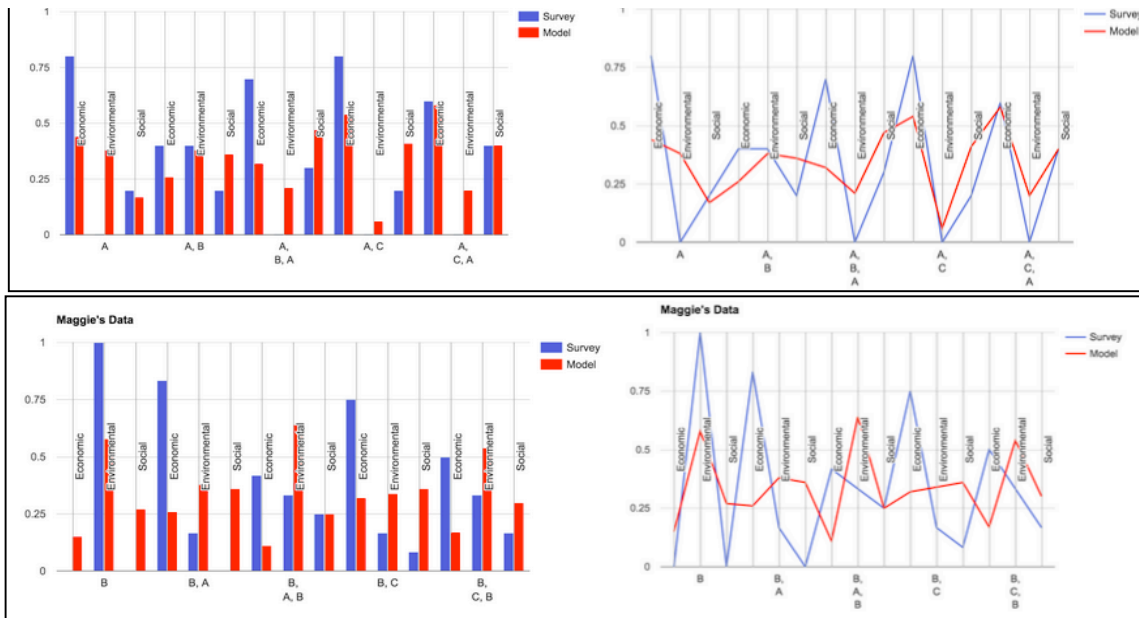 1
0.75
0.5
0.25
0
Economic
Environmental
Social
Economic
Environmental
Social
Economic
Environmental
Social
Economic
Environmental
Social
Economic
Environmental
Social
A
A, B
A,
B, A
A, C
A,
C, A
Survey
Model
0.75
0.5
0.25
0
Economic
Environmental
Social
Economic
Environmental
Social
Economic
Environmental
Social
Economic
Environmental
Social
Economic
Environmental
Social
A
A,
B
A,
B,
A
A,
C
A,
C,
A
Survey
Model
Maggie's Data
1
0.75
0.5
0.25
0
Economic
Environmental
Social
Economic
Environmental
Social
Economic
Environmental
Social
Economic
Environmental
Social
Economic
Environmental
Social
B
B, A
B,
A, B
B, C
B,
C, B
Survey
Model
Maggie's Data
1
0.75
0.5
0.25
0
Economic
Environmental
Social
Economic
Environmental
Social
Economic
Environmental
Social
Economic
Environmental
Social
Economic
Environmental
Social
B
B,
A
B,
A,
B
B,
C
B,
C,
B
Survey
Model